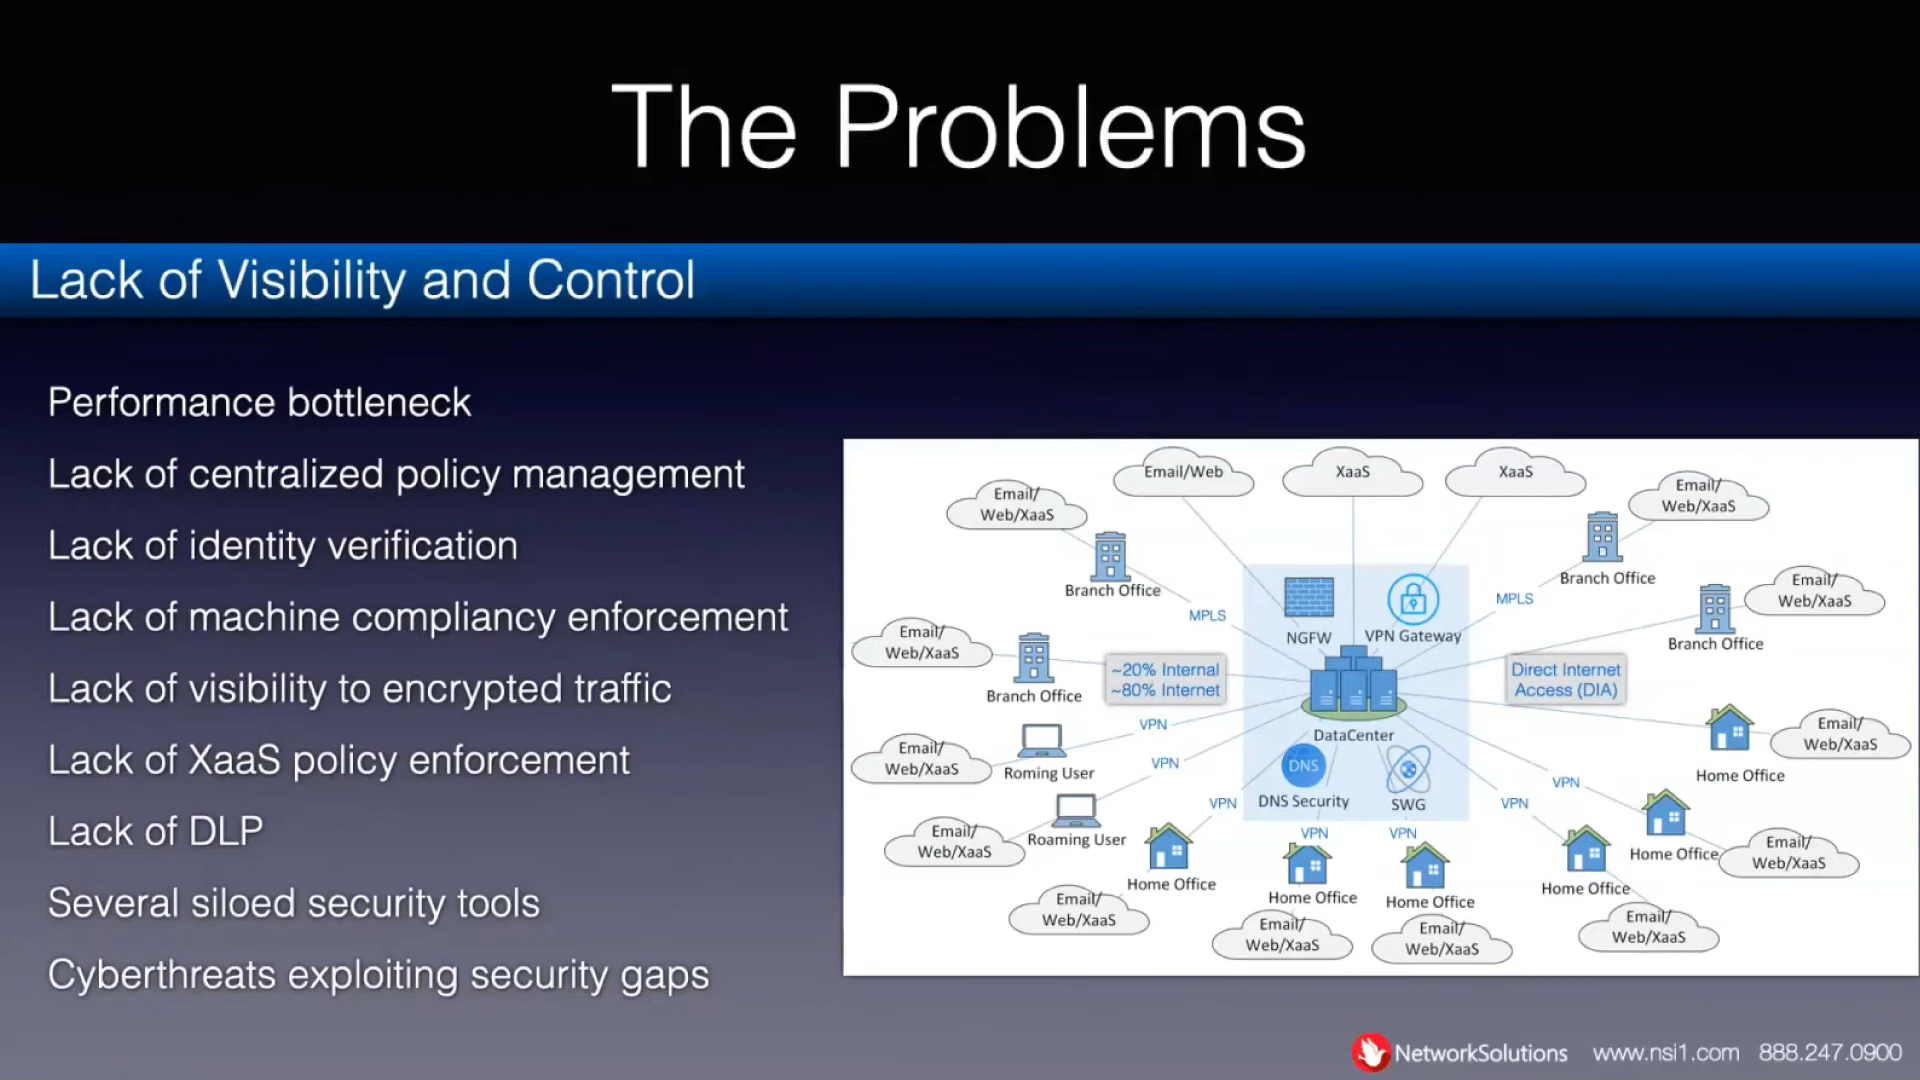 The Problems
Lack of Visibility and Control
Performance bottleneck
Lack of centralized policy management
Lack of identity verification
Lack of machine compliancy enforcement
Lack of visibility to encrypted traffic
Lack of XaaS policy enforcement
Lack of DLP
Several siloed security tools
Cyberthreats exploiting security gaps
Email/Web
XaaS
XaaS
Email/
Web/XaaS
Email/
Web/XaaS
Branch Office
Branch Office
Email/
Web/XaaS
MPLS
MPLS
NGFW
VPN Gateway
Branch Office
Email/
Web/XaaS
Branch Office
~20% Internal
~80% Internet
Direct Internet
Access (DIA)
VPN
DataCenter
Email/
Web/XaaS
Roming User
Email/
Web/XaaS
Home Office
VPN
DNS
DNS Security
SWG
VPN
VPN
VPN
VPN
VPN
Email/
Web/XaaS
Roaming User
Home Office
Home Office
Home Office
Home Office
Home Office
Email/
Web/XaaS
Email/
Web/XaaS
Email/
Web/XaaS
Email/
Web/XaaS
Email/
Web/XaaS
NetworkSolutions www.nsi1.com 888.247.0900